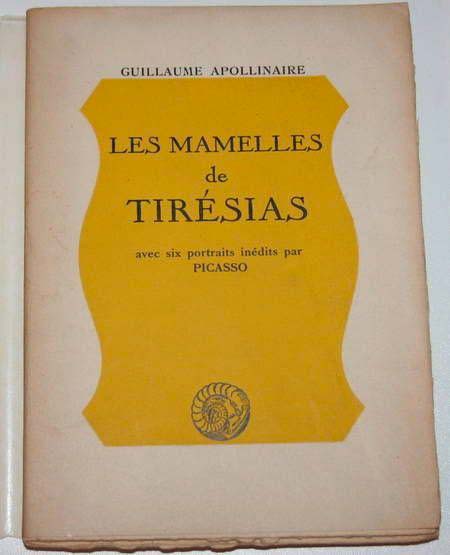 GUILLAUME APOLLINAIRE
LES MAMELLES
de
TIRÉSIAS
avec six portraits inédits par
PICASSO